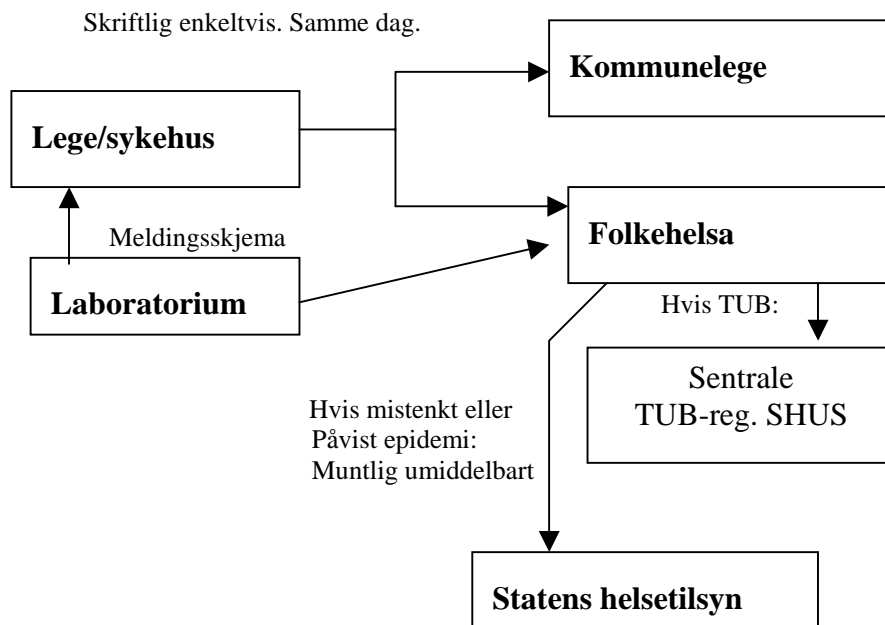 Skriftlig enkeltvis. Samme dag.
Kommunelege
Lege/sykehus
Folkehelsa
Meldingsskjema
Laboratorium
Hvis TUB:
Sentrale
TUB-reg. SHUS
Hvis mistenkt eller
Påvist epidemi:
Muntlig umiddelbart
Statens helsetilsyn